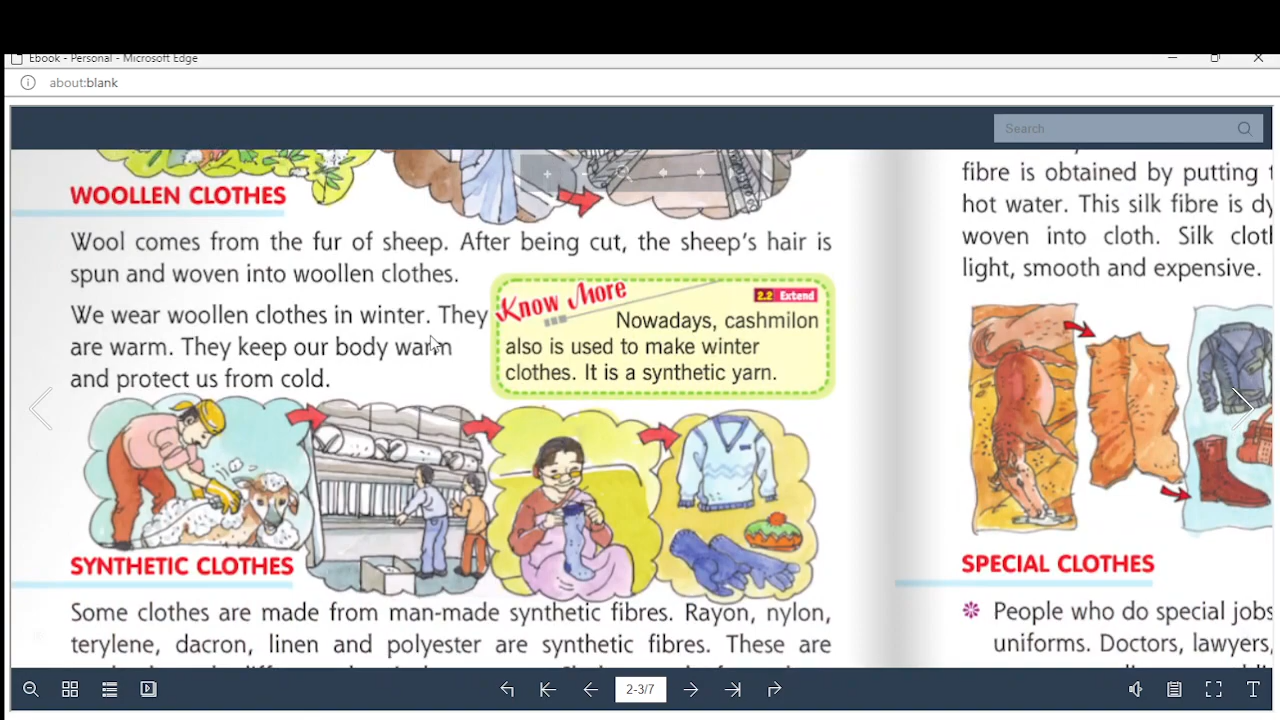 Ebook - Personal - Microsoft Edge
about:blank
Search
WOOLLEN CLOTHES
Wool comes from the fur of sheep. After being cut, the sheep's hair is
spun and woven into woollen clothes.
We wear woollen clothes in winter. They
are warm. They keep our body warm
and protect us from cold.
Know More
2.2 Extend
Nowadays, cashmilon
also is used to make winter
clothes. It is a synthetic yarn.
SYNTHETIC CLOTHES
Some clothes are made from man-made synthetic fibres. Rayon, nylon,
terylene, dacron, linen and polyester are synthetic fibres. These are
fibre is obtained by putting
hot water. This silk fibre is
woven into cloth. Silk
light, smooth and expensive.
SPECIAL CLOTHES
People who do special jobs
uniforms. Doctors, lawyers,
2-3/7